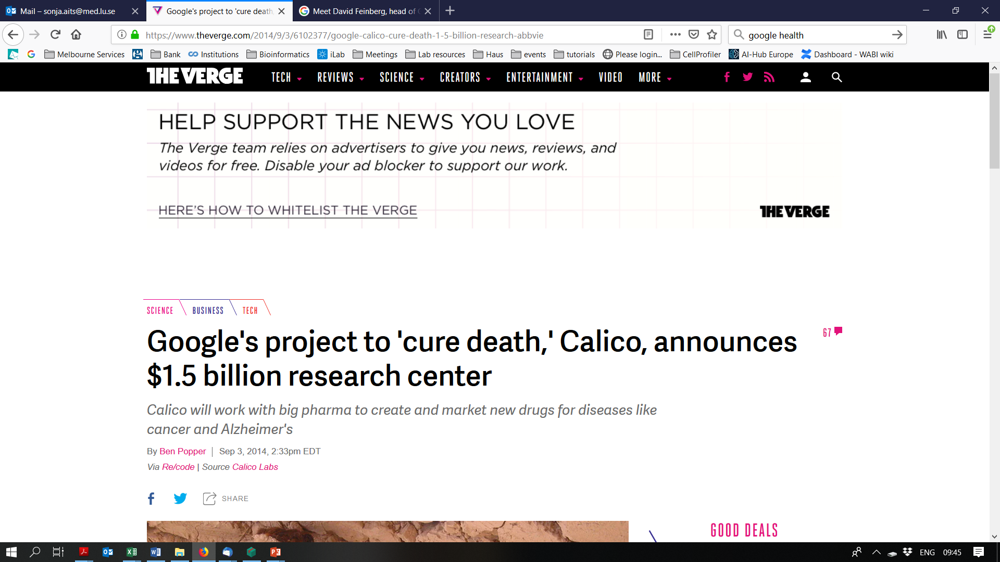 Mail – sonja.aits@med.lu.se
Google's project to 'cure death,
Meet David Feinberg, head of
https://www.theverge.com/2014/9/3/6102377/google-calico-cure-death-1-5-billion-research-abbvie
google health
Melbourne Services
Bank
Institutions
Bioinformatics
iLab
Meetings
Lab resources
Haus
events
tutorials
Please login...
CellProfiler
AI-Hub Europe
Dashboard - WABI wiki
THE VERGE
TECH
REVIEWS
SCIENCE
CREATORS
ENTERTAINMENT
VIDEO
MORE
HELP SUPPORT THE NEWS YOU LOVE
The Verge team relies on advertisers to give you news, reviews, and
videos for free. Disable your ad blocker to support our work.
HERE'S HOW TO WHITELIST THE VERGE
THE VERGE
SCIENCE
BUSINESS
TECH
Google's project to 'cure death,' Calico, announces
$1.5 billion research center
67
Calico will work with big pharma to create and market new drugs for diseases like
cancer and Alzheimer's
By Ben Popper | Sep 3, 2014, 2:33pm EDT
Via Re/code | Source Calico Labs
SHARE
GOOD DEALS
ENG
09:45